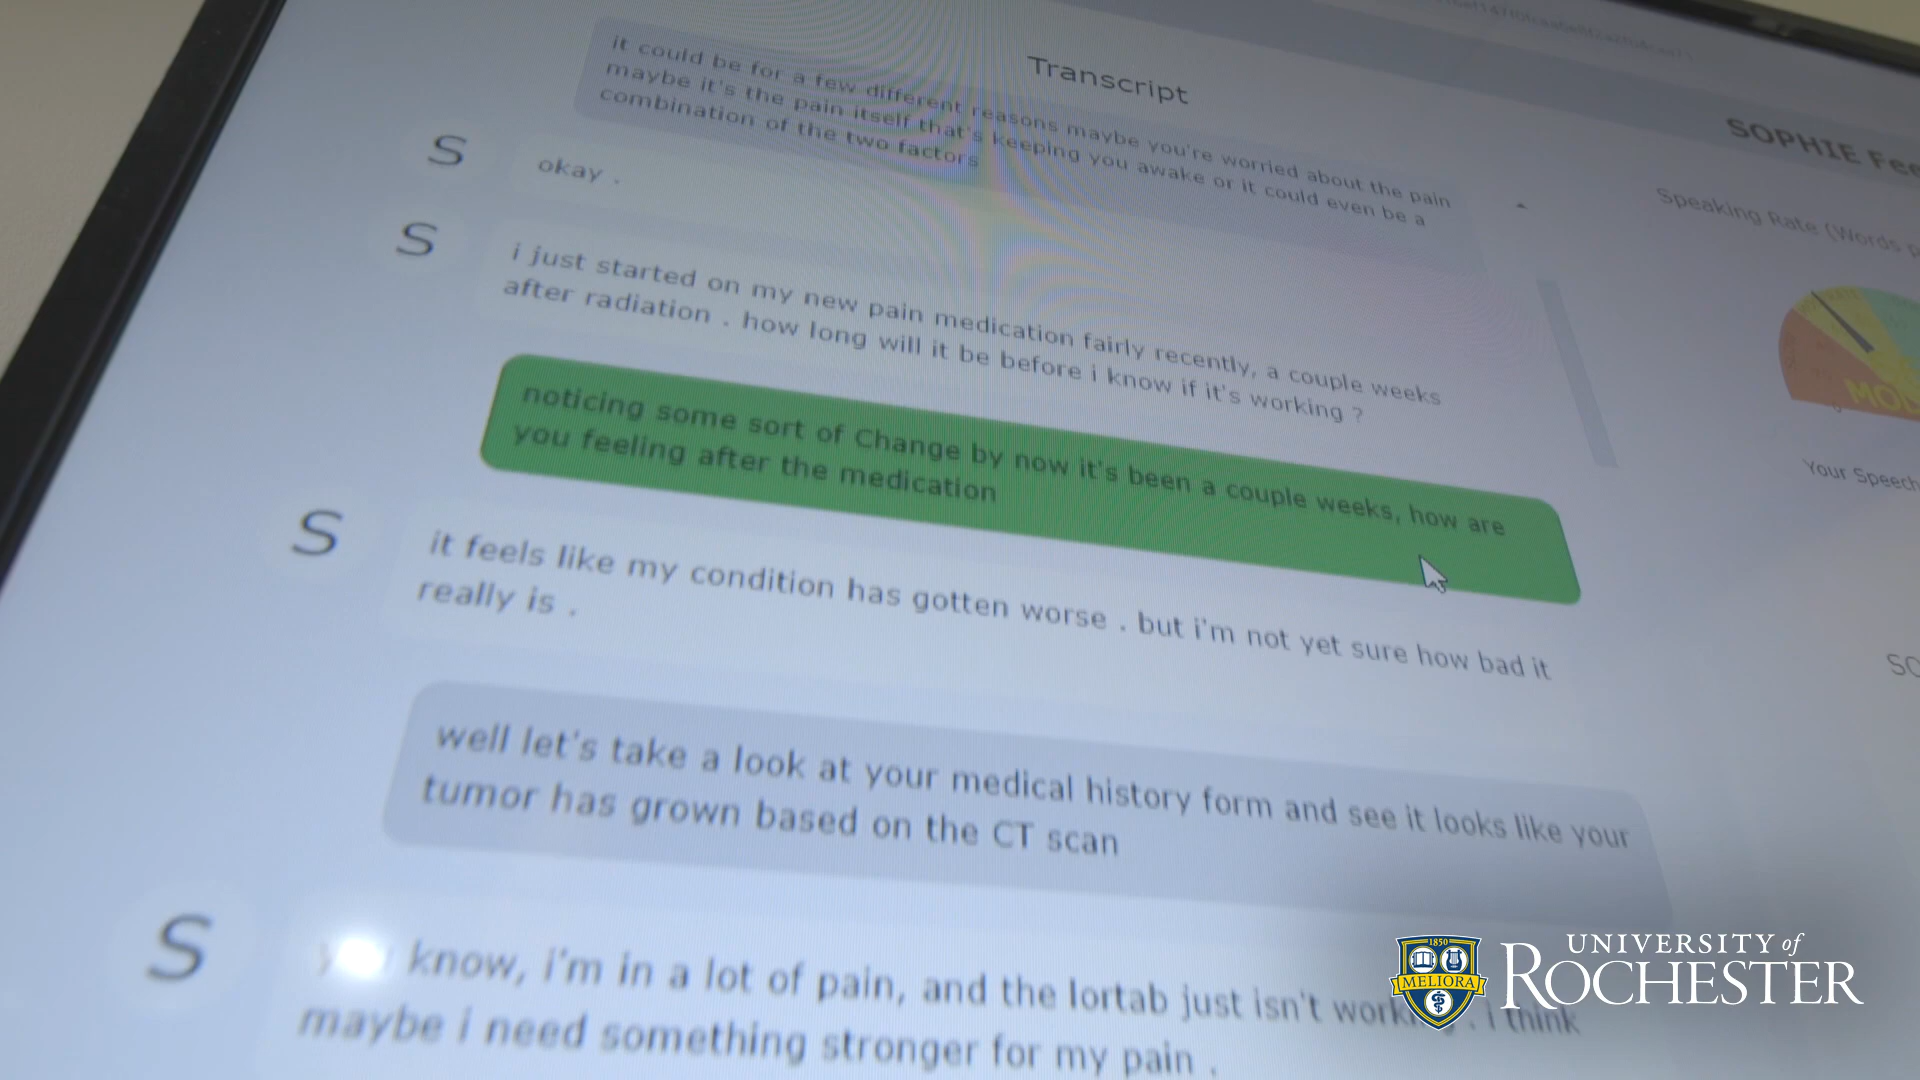 Transcript
it could be for a few different reasons maybe you're worried about the pain
maybe it's the pain itself that's keeping you awake or it could even be a
combination of the two factors
S
okay .
S
i just started on my new pain medication fairly recently, a couple weeks
after radiation . how long will it be before i know if it's working ?
noticing some sort of Change by now it's been a couple weeks, how are
you feeling after the medication
S
it feels like my condition has gotten worse . but i'm not yet sure how bad it
really is .
well let's take a look at your medical history form and see it looks like your
tumor has grown based on the CT scan
S
know, i'm in a lot of pain, and the lortab just isn't . i think
maybe i need something stronger for my pain .
SOPHIE
Speaking Rate (Words
Your Speech
1850
MELIORA
UNIVERSITY of
ROCHESTER